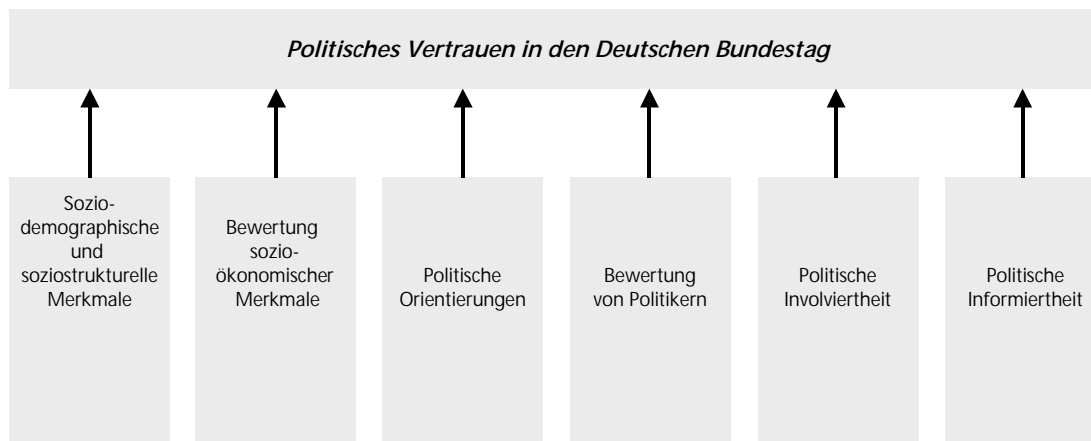 Politisches Vertrauen in den Deutschen Bundestag
Sozio-
demographische
und
soziostrukturelle
Merkmale
Bewertung
sozio-
ökonomischer
Merkmale
Politische
Orientierungen
Bewertung
von Politikern
Politische
Involviertheit
Politische
Informiertheit